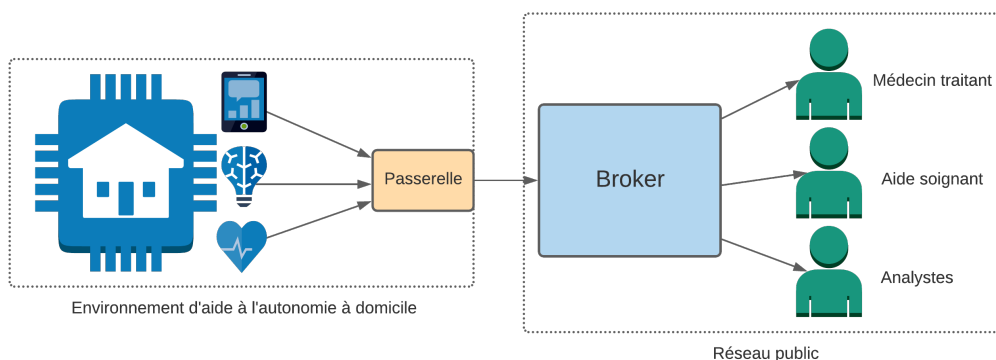 Médecin traitant
Passerelle
Broker
Aide soignant
Analystes
Environnement d'aide à l'autonomie à domicile
Réseau public